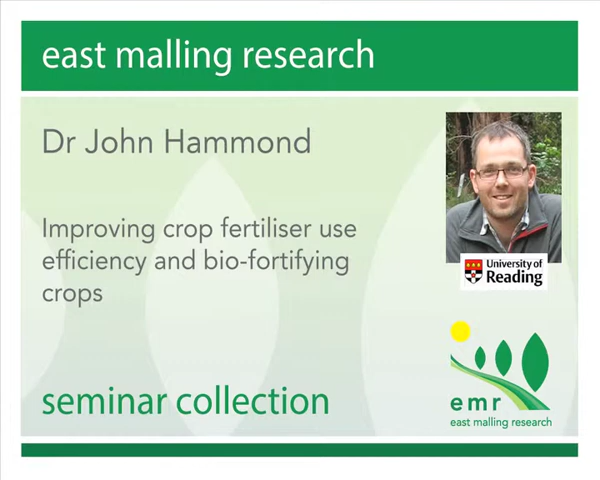 east malling research
Dr John Hammond
Improving crop fertiliser use
efficiency and bio-fortifying
crops
University of
Reading
seminar collection
emr
east malling research